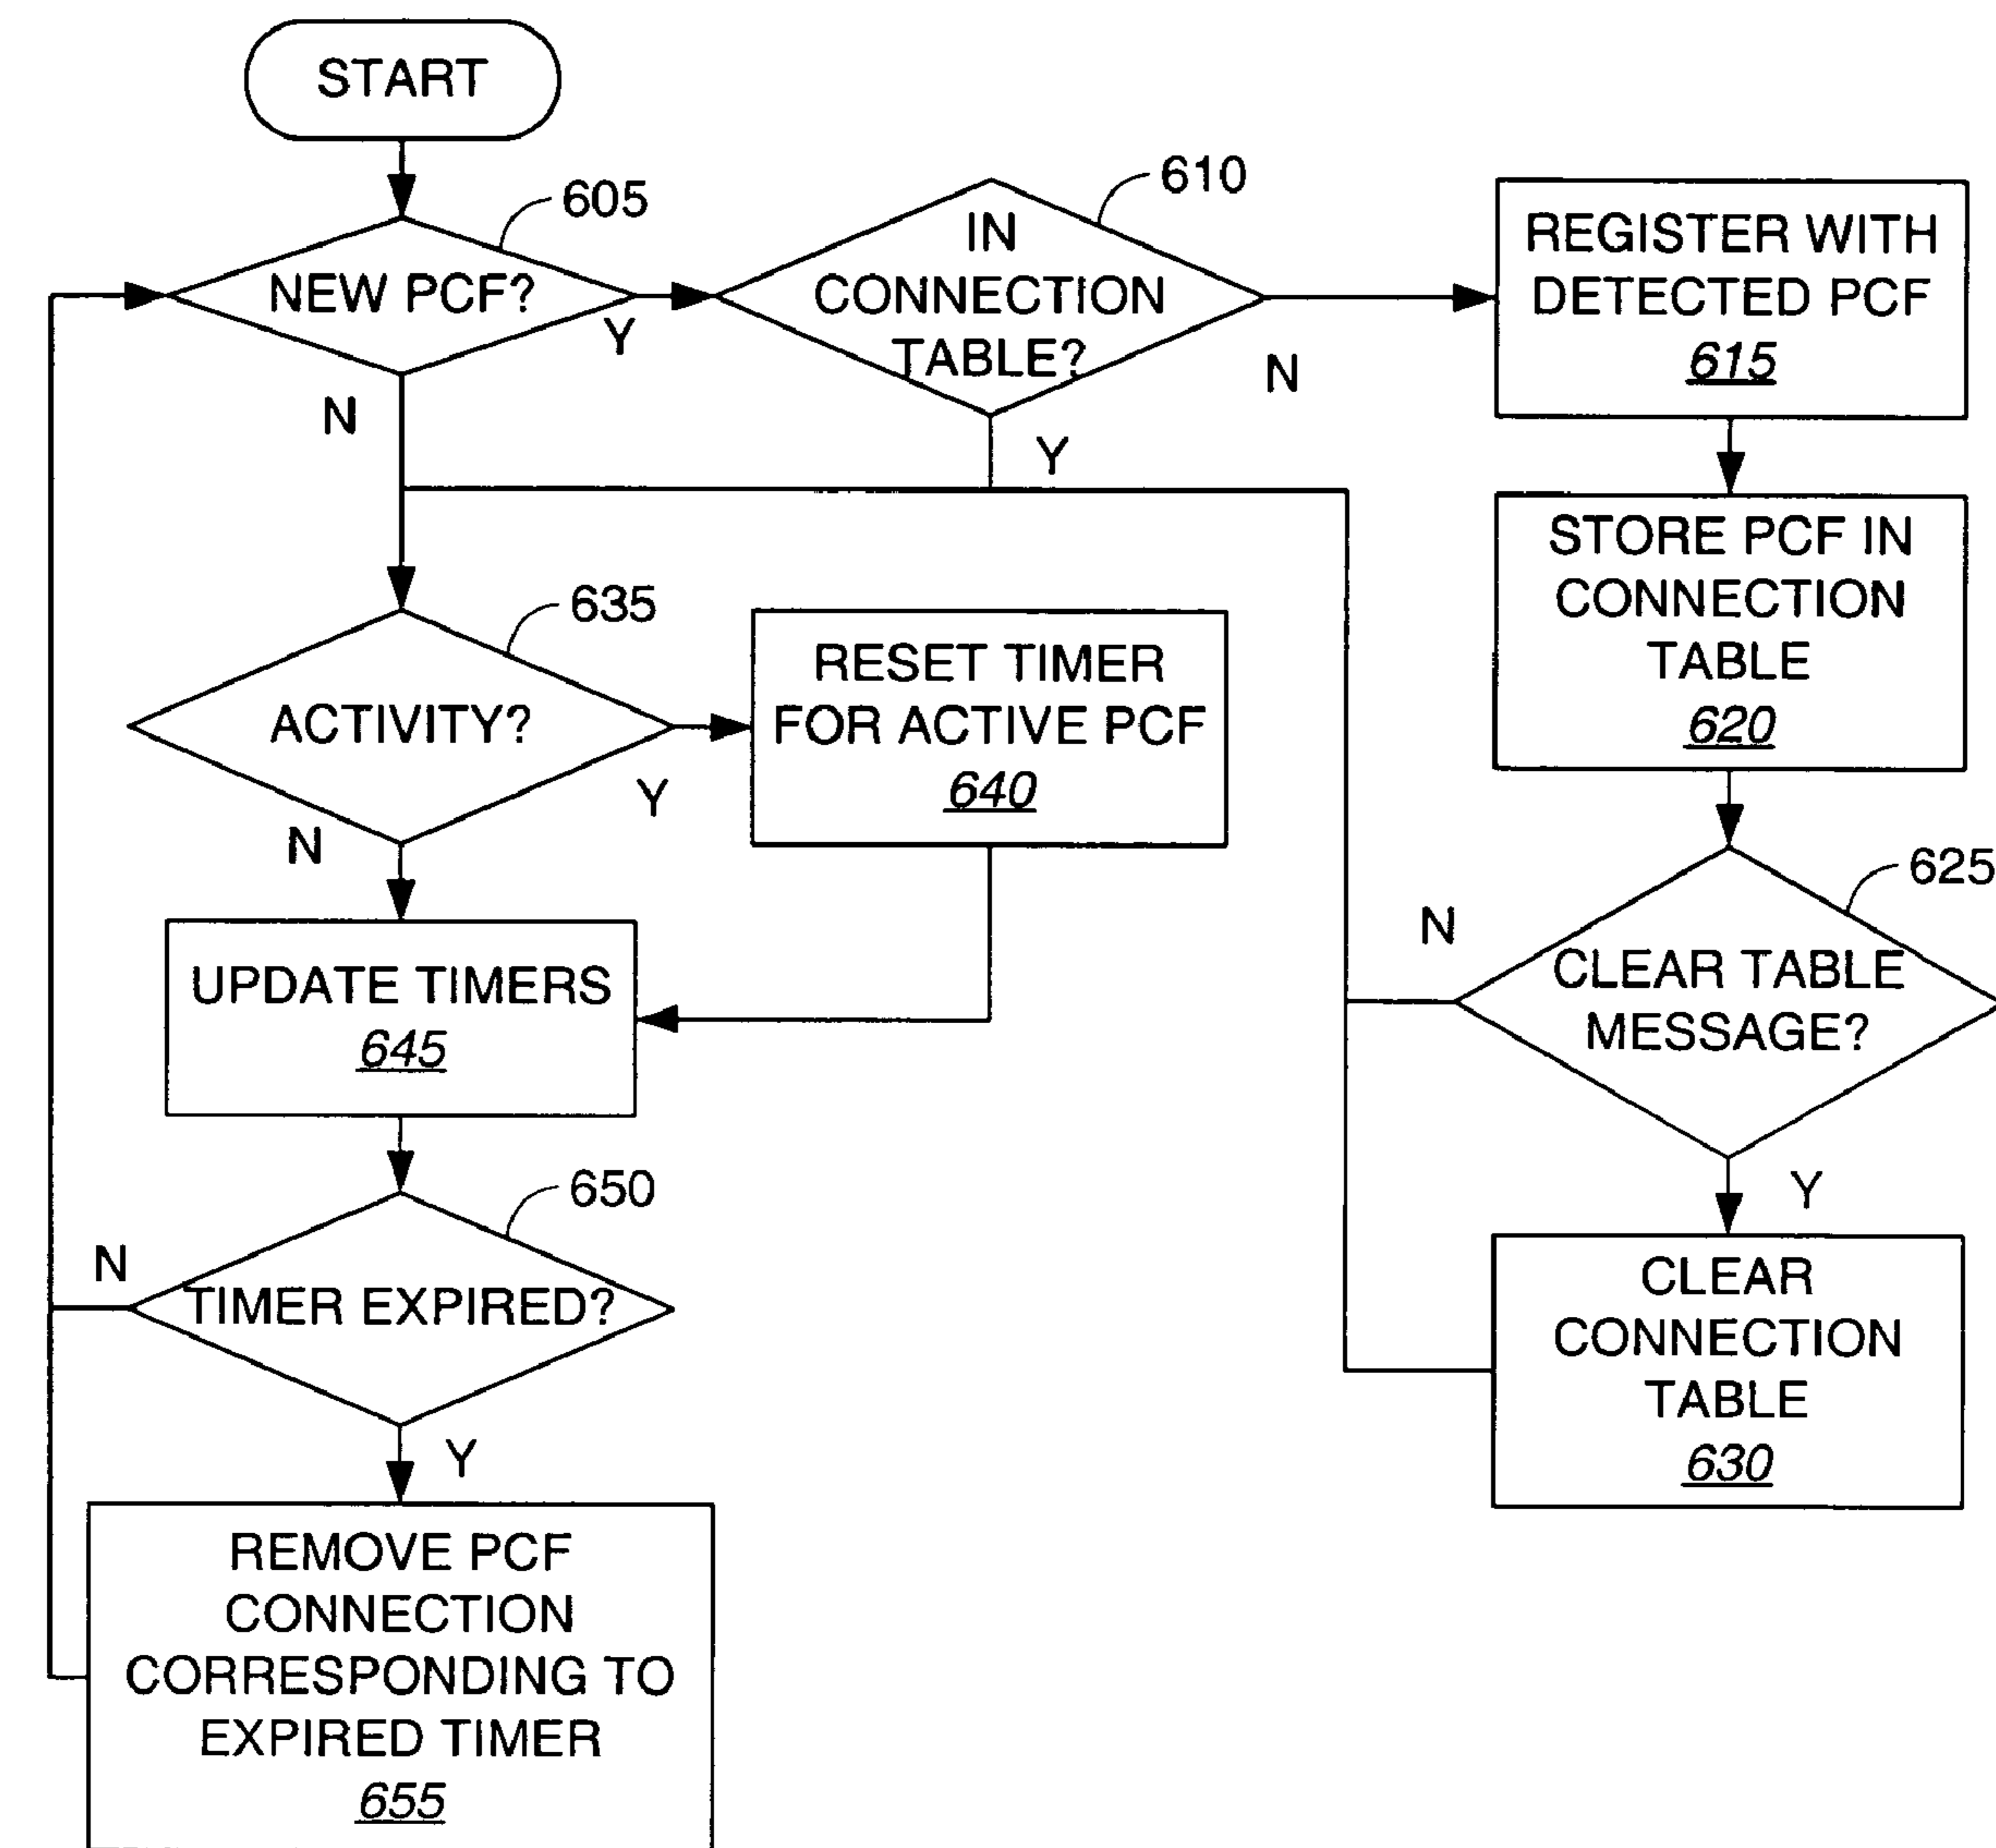 START
605
NEW PCF?
Y
N
610
IN
CONNECTION
TABLE?
N
Y
REGISTER WITH
DETECTED PCF
615
STORE PCF IN
CONNECTION
TABLE
620
625
CLEAR TABLE
MESSAGE?
N
Y
CLEAR
CONNECTION
TABLE
630
635
ACTIVITY?
Y
N
RESET TIMER
FOR ACTIVE PCF
640
UPDATE TIMERS
645
650
TIMER EXPIRED?
N
Y
REMOVE PCF
CONNECTION
CORRESPONDING TO
EXPIRED TIMER
655